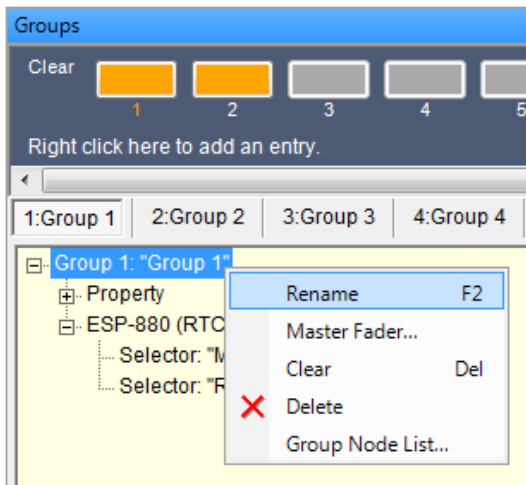 Groups
Clear
1 2 3 4 5
Right click here to add an entry.
1:Group 1 2:Group 2 3:Group 3 4:Group 4
Group 1: "Group 1"
Property
ESP-880 (RTC
Selector: "M
Selector: "R
Rename F2
Master Fader...
Clear Del
Delete
Group Node List...